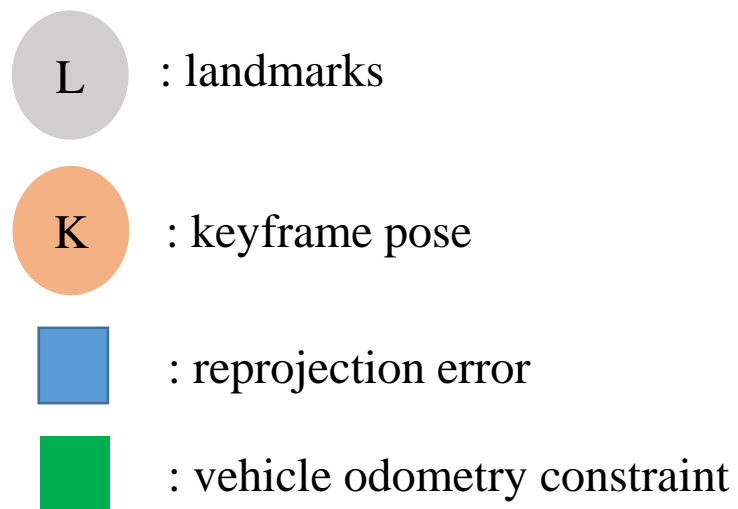 L : landmarks
K : keyframe pose
: reprojection error
: vehicle odometry constraint